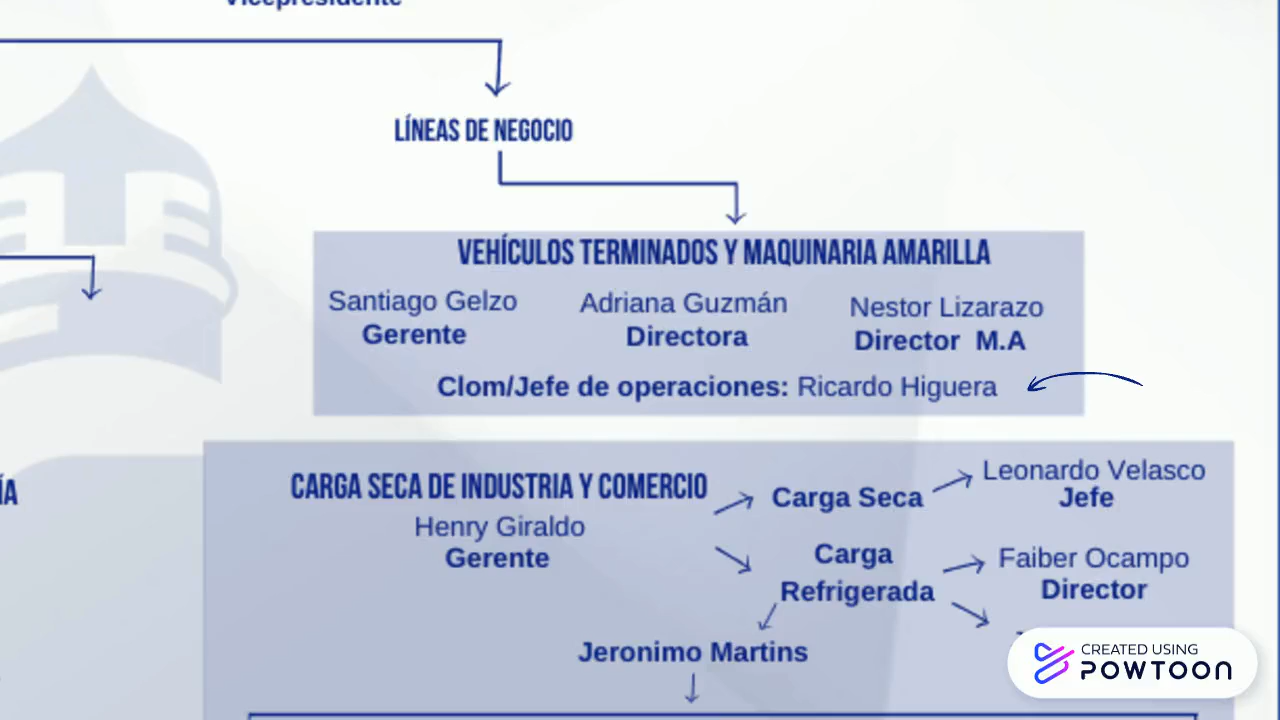 Vicepresidente
LÍNEAS DE NEGOCIO
VEHÍCULOS TERMINADOS Y MAQUINARIA AMARILLA
Santiago Gelzo Adriana Guzmán Nestor Lizarazo
Gerente Directora Director M.A
Clom/Jefe de operaciones: Ricardo Higuera
ÍA
CARGA SECA DE INDUSTRIA Y COMERCIO
Henry Giraldo
Gerente
Carga Seca
Leonardo Velasco
Jefe
Carga
Refrigerada
Faiber Ocampo
Director
Jeronimo Martins
CREATED USING
POWTOON